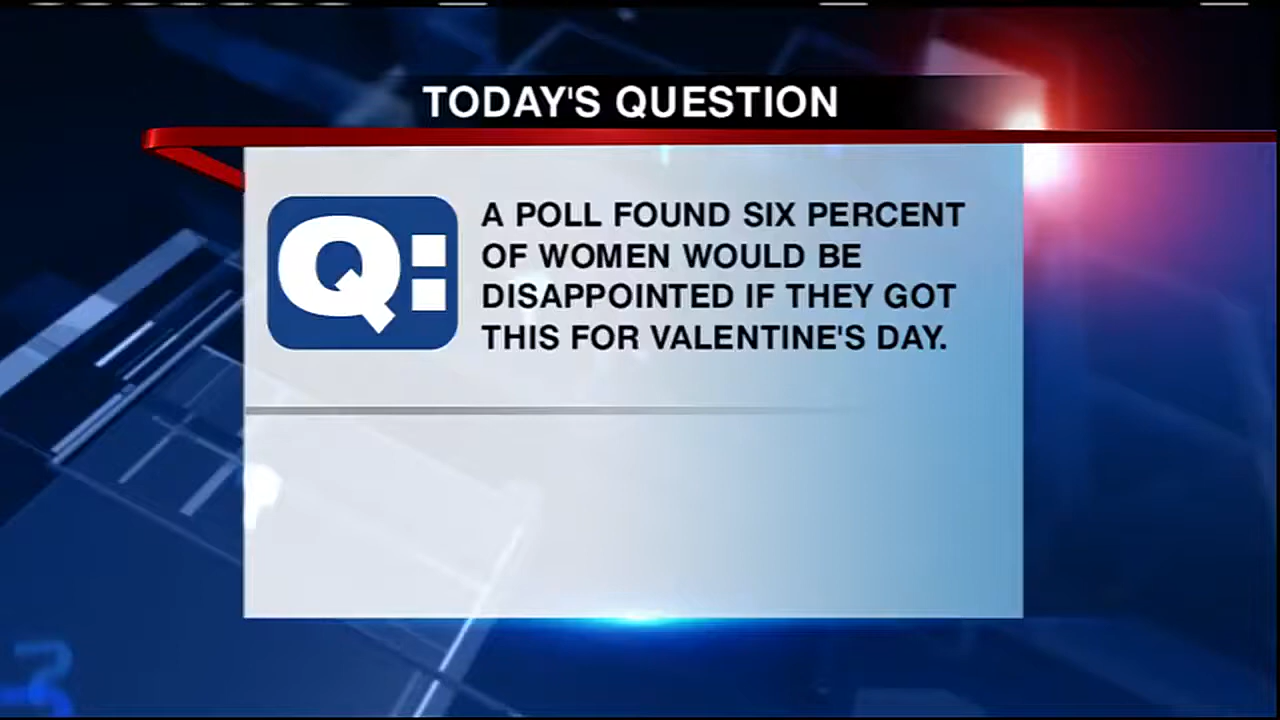 TODAY'S QUESTION
Q:
A POLL FOUND SIX PERCENT
OF WOMEN WOULD BE
DISAPPOINTED IF THEY GOT
THIS FOR VALENTINE'S DAY.